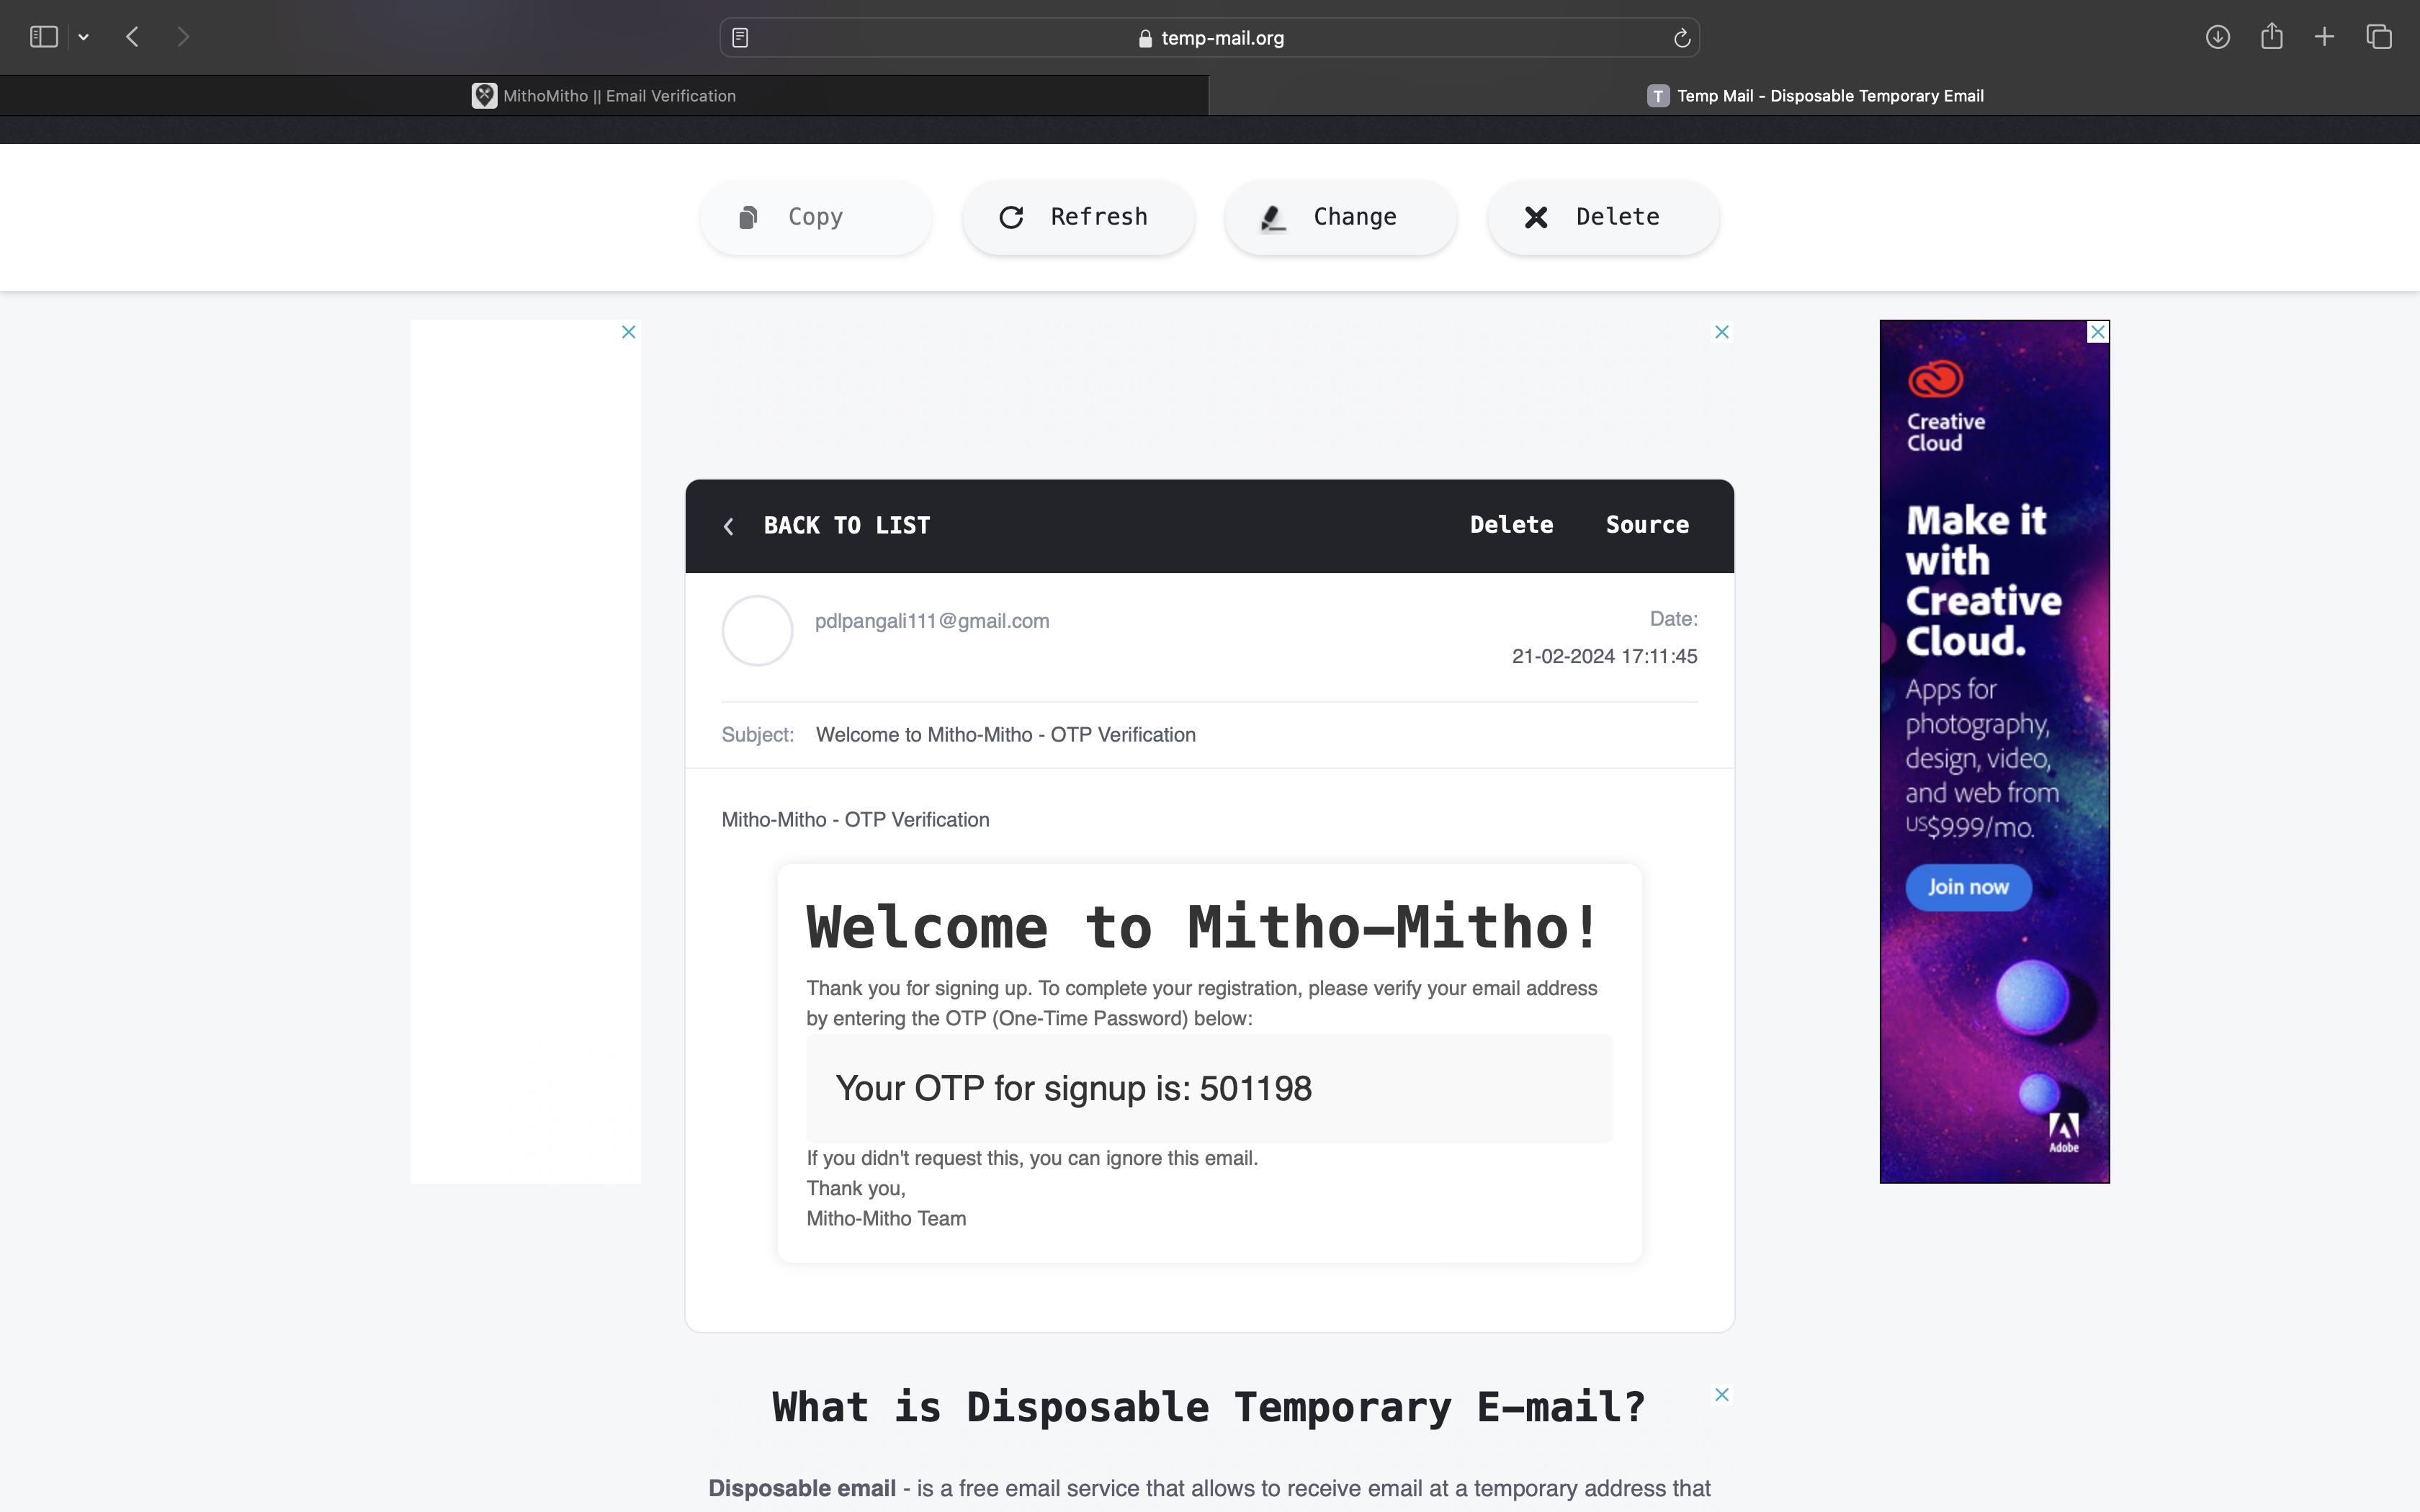 temp-mail.org
MithoMitho || Email Verification
T Temp Mail - Disposable Temporary Email
Copy
Refresh
Change
Delete
BACK TO LIST
Delete
Source
pdlpangali111@gmail.com
Date:
21-02-2024 17:11:45
Subject: Welcome to Mitho-Mitho - OTP Verification
Mitho-Mitho - OTP Verification
Welcome to Mitho-Mitho!
Thank you for signing up. To complete your registration, please verify your email address
by entering the OTP (One-Time Password) below:
Your OTP for signup is: 501198
If you didn't request this, you can ignore this email.
Thank you,
Mitho-Mitho Team
Creative
Cloud
Make it
with
Creative
Cloud.
Apps for
photography,
design, video,
and web from
US$9.99/mo.
Join now
Adobe
What is Disposable Temporary E-mail?
Disposable email - is a free email service that allows to receive email at a temporary address that